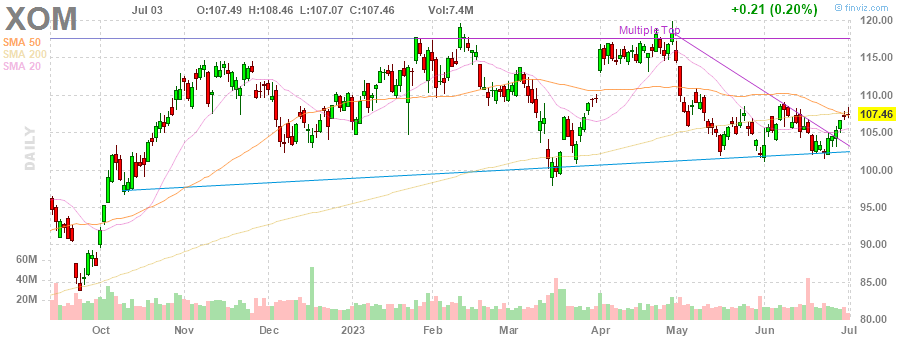 XOM Jul 03 O:107.49 H:108.46 L:107.07 C:107.46 Vol:7.4M +0.21 (0.20%) finviz.com
SMA 50
SMA 200
SMA 20
Multiple Top
DAILY
120.00
115.00
110.00
107.46
105.00
100.00
95.00
90.00
85.00
80.00
60M
40M
20M
Oct Nov Dec 2023 Feb Mar Apr May Jun Jul